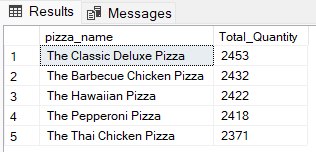 Results Messages
pizza_name Total_Quantity
1 The Classic Deluxe Pizza 2453
2 The Barbecue Chicken Pizza 2432
3 The Hawaiian Pizza 2422
4 The Pepperoni Pizza 2418
5 The Thai Chicken Pizza 2371